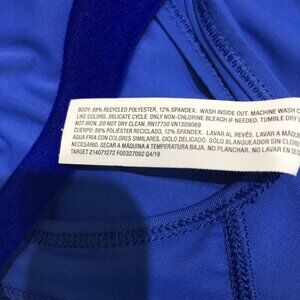 BODY: 88% RECYCLED POLYESTER, 12% SPANDEX. WASH INSIDE OUT. MACHINE WASH C
LIKE COLORS. DELICATE CYCLE. ONLY NON-CHLORINE BLEACH IF NEEDED. TUMBLE DRY
NOT IRON. DO NOT DRY CLEAN. RN17730 VN1309069
CUERPO: 88% POLIÉSTER RECICLADO, 12% SPANDEX. LAVAR AL REVÉS. LAVAR A MÁQU
AGUA FRÍA CON COLORES SIMILARES. CICLO DELICADO. SÓLO BLANQUEADOR SIN CLORO
NECESARIO. SECAR A MÁQUINA A TEMPERATURA BAJA. NO PLANCHAR. NO LAVAR EN SECO
TARGET 214071272 F00327092 04/19